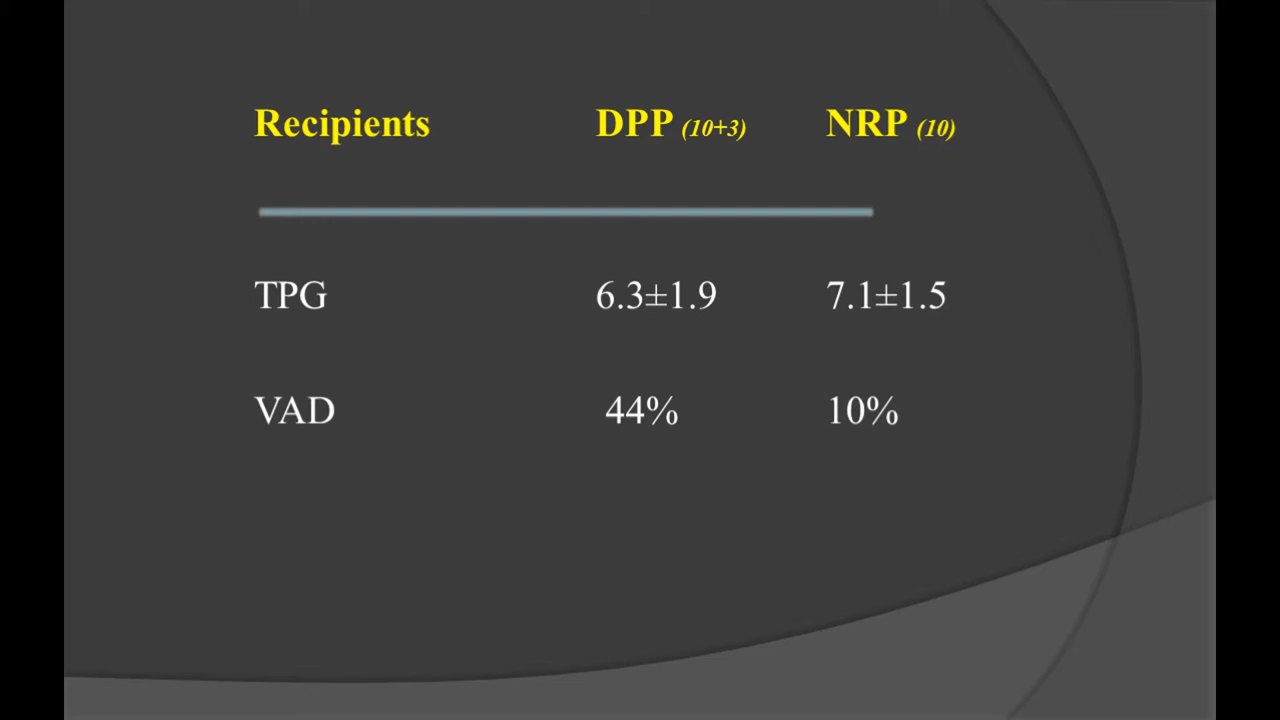 Recipients DPP (10+3) NRP (10)
TPG 6.3±1.9 7.1±1.5
VAD 44% 10%